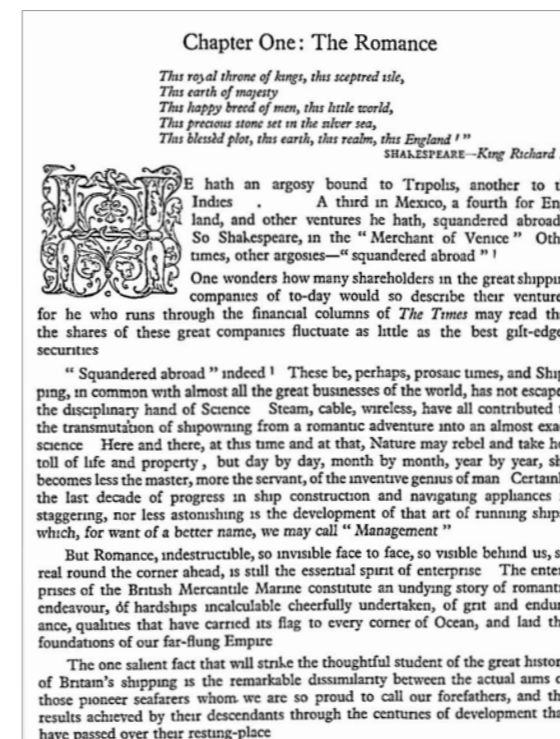 Chapter One: The Romance
This royal throne of kings, this sceptred isle,
This earth of majesty
This happy breed of men, this little world,
This precious stone set in the silver sea,
This blessèd plot, this earth, this realm, this England ! "
SHAKESPEARE—King Richard
HE hath an argosy bound to Tripolis, another to t
Indies . A third in Mexico, a fourth for En
land, and other ventures he hath, squandered abroad
So Shakespeare, in the " Merchant of Venice " Oth
times, other argosies—" squandered abroad " !
One wonders how many shareholders in the great shippi
companies of to-day would so describe their venture
for he who runs through the financial columns of The Times may read th
the shares of these great companies fluctuate as little as the best gilt-edge
securities
" Squandered abroad " indeed ! These be, perhaps, prosaic times, and Ship
ping, in common with almost all the great businesses of the world, has not escape
the disciplinary hand of Science Steam, cable, wireless, have all contributed t
the transmutation of shipowning from a romantic adventure into an almost exa
science Here and there, at this time and at that, Nature may rebel and take he
toll of life and property, but day by day, month by month, year by year, sh
becomes less the master, more the servant, of the inventive genius of man Certainl
the last decade of progress in ship construction and navigating appliances i
staggering, nor less astonishing is the development of that art of running ship
which, for want of a better name, we may call " Management "
But Romance, indestructible, so invisible face to face, so visible behind us, s
real round the corner ahead, is still the essential spirit of enterprise The enter
prises of the British Mercantile Marine constitute an undying story of romanti
endeavour, of hardships incalculable cheerfully undertaken, of grit and endur
ance, qualities that have carried its flag to every corner of Ocean, and laid th
foundations of our far-flung Empire
The one salient fact that will strike the thoughtful student of the great histor
of Britain's shipping is the remarkable dissimilarity between the actual aims o
those pioneer seafarers whom we are so proud to call our forefathers, and th
results achieved by their descendants through the centuries of development tha
have passed over their resting-place